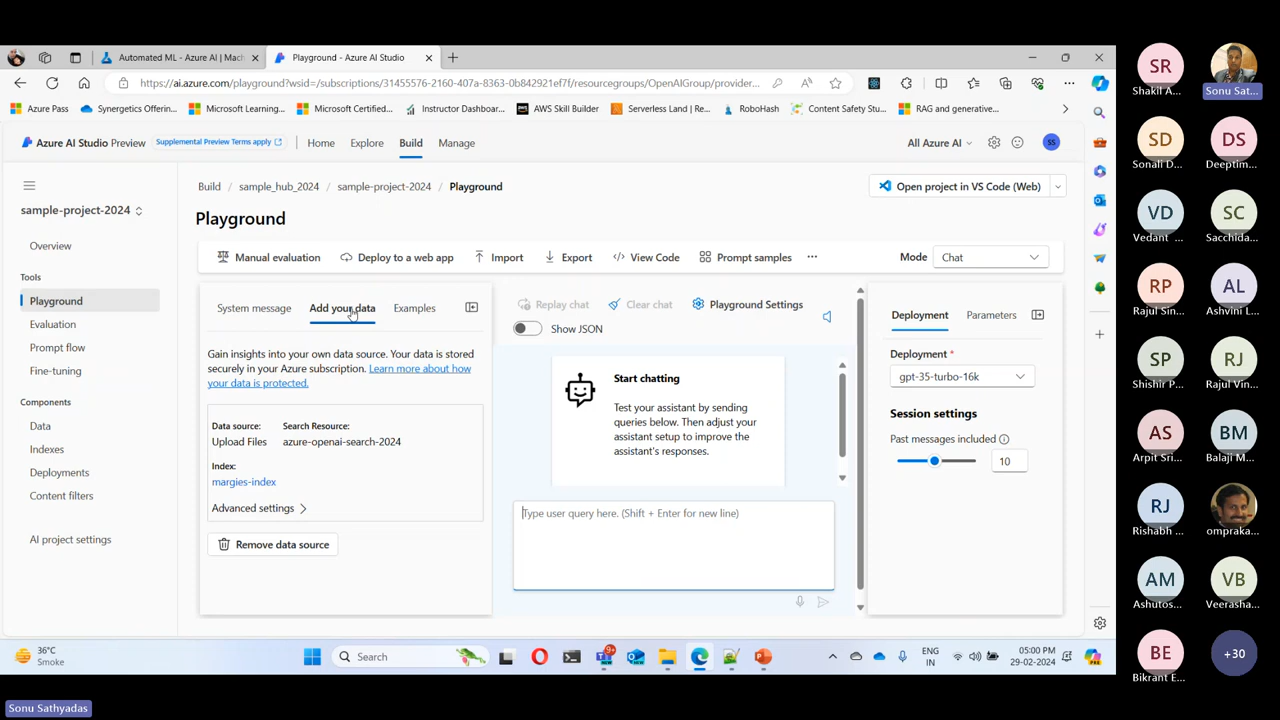 Automated ML - Azure AI | Mach
Playground - Azure AI Studio
https://ai.azure.com/playground?wsid=/subscriptions/31455576-2160-407a-8363-0b842921ef7f/resourcegroups/OpenAIGroup/provider...
Azure Pass
Synergetics Offerin...
Microsoft Learning...
Microsoft Certified...
Instructor Dashboar...
AWS Skill Builder
Serverless Land | Re...
RoboHash
Content Safety Stu...
RAG and generative...
Azure AI Studio Preview
Supplemental Preview Terms apply
Home
Explore
Build
Manage
All Azure AI
SS
sample-project-2024
Overview
Tools
Playground
Evaluation
Prompt flow
Fine-tuning
Components
Data
Indexes
Deployments
Content filters
AI project settings
Build
sample_hub_2024
sample-project-2024
Playground
Open project in VS Code (Web)
Playground
Manual evaluation
Deploy to a web app
Import
Export
View Code
Prompt samples
Mode
Chat
System message
Add your data
Examples
Gain insights into your own data source. Your data is stored
securely in your Azure subscription. Learn more about how
your data is protected.
Data source:
Search Resource:
Upload Files
azure-openai-search-2024
Index:
margies-index
Advanced settings
Remove data source
Replay chat
Clear chat
Playground Settings
Show JSON
Start chatting
Test your assistant by sending
queries below. Then adjust your
assistant setup to improve the
assistant's responses.
Type user query here. (Shift + Enter for new line)
Deployment
Parameters
Deployment *
gpt-35-turbo-16k
Session settings
Past messages included
10
36°C
Smoke
Search
NEW
9+
NEW
ENG
IN
05:00 PM
29-02-2024
SR
Shakil A...
Sonu Sat...
SD
Sonali D...
DS
Deeptim...
VD
Vedant ...
SC
Sacchida...
RP
Rajul Sin...
AL
Ashvini L...
SP
Shishir P...
RJ
Rajul Vin...
AS
Arpit Sri...
BM
Balaji M...
RJ
Rishabh ...
ompraka...
AM
Ashutos...
VB
Veerasha...
BE
Bikrant E...
+30
Sonu Sathyadas